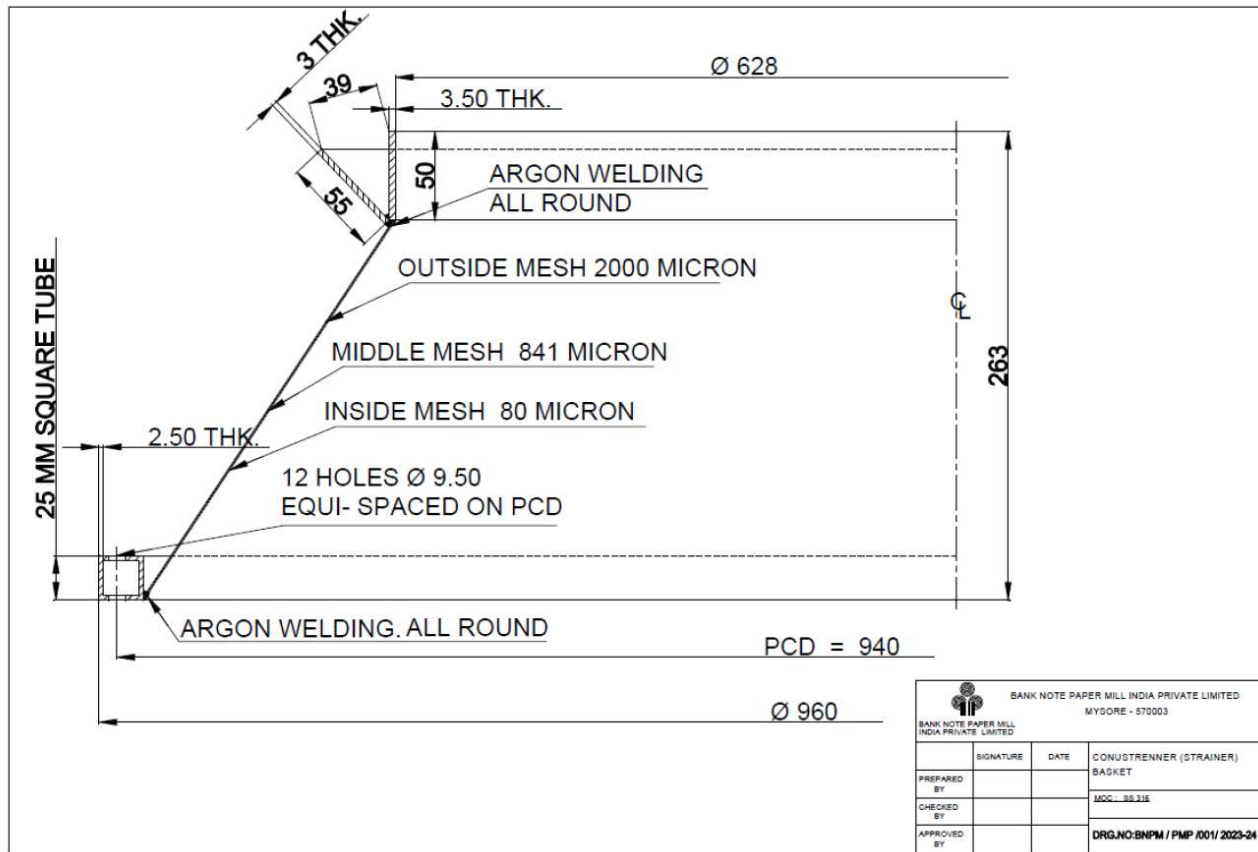 3 THK.
39
3.50 THK.
Ø 628
50
55
ARGON WELDING
ALL ROUND
OUTSIDE MESH 2000 MICRON
MIDDLE MESH 841 MICRON
INSIDE MESH 80 MICRON
25 MM SQUARE TUBE
2.50 THK.
12 HOLES Ø 9.50
EQUI- SPACED ON PCD
CL
263
ARGON WELDING. ALL ROUND
PCD = 940
Ø 960
BANK NOTE PAPER MILL INDIA PRIVATE LIMITED
MYSORE - 570003
BANK NOTE PAPER MILL
INDIA PRIVATE LIMITED
SIGNATURE
DATE
CONUSTRENNER (STRAINER)
BASKET
PREPARED
BY
MOC : SS 316
CHECKED
BY
APPROVED
BY
DRG.NO:BNPM / PMP /001/ 2023-24